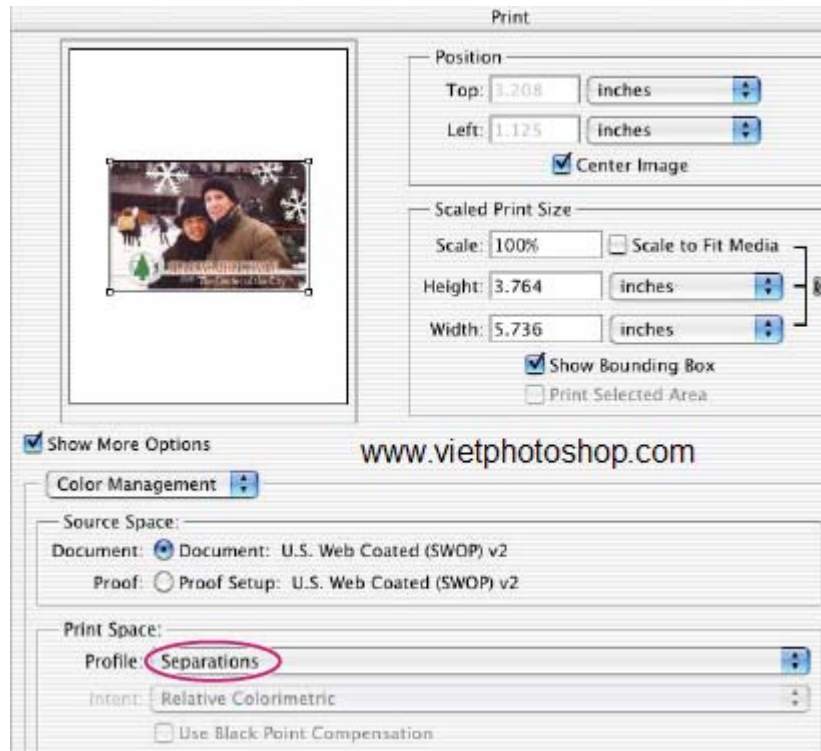 Print
Position
Top: 3.208 inches
Left: 1.125 inches
Center Image
Scaled Print Size
Scale: 100% Scale to Fit Media
Height: 3.764 inches
Width: 5.736 inches
Show Bounding Box
Print Selected Area
Show More Options
www.vietphotoshop.com
Color Management
Source Space:
Document: Document: U.S. Web Coated (SWOP) v2
Proof: Proof Setup: U.S. Web Coated (SWOP) v2
Print Space:
Profile: Separations
Intent: Relative Colorimetric
Use Black Point Compensation